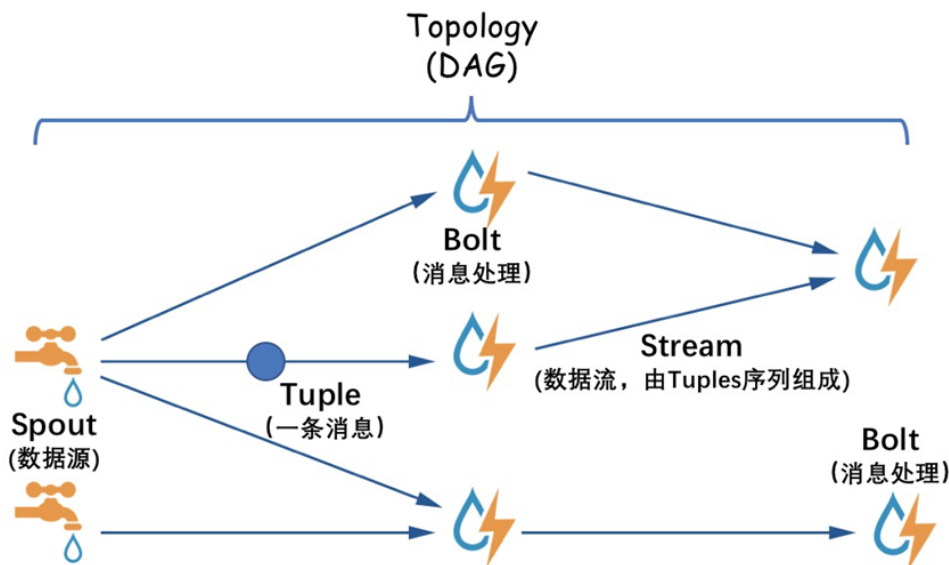 Topology
(DAG)
Bolt
(消息处理)
Stream
(数据流，由Tuples序列组成)
Tuple
(一条消息)
Spout
(数据源)
Bolt
(消息处理)